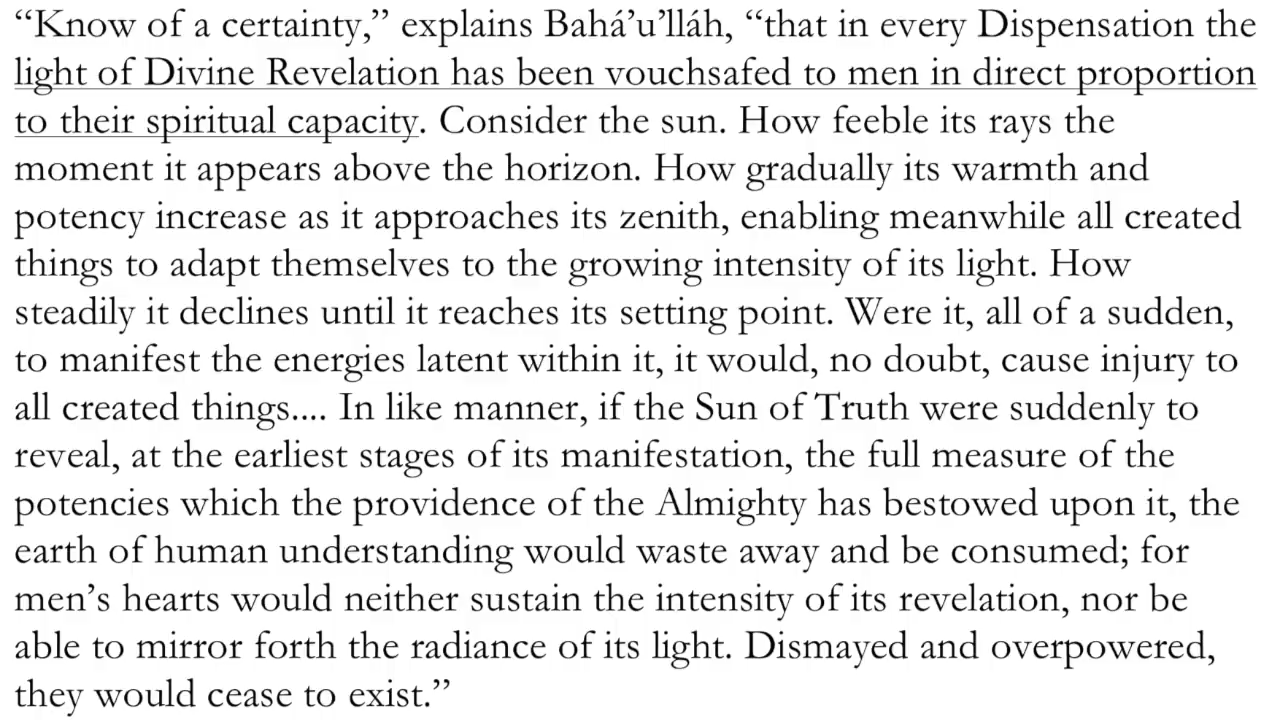 “Know of a certainty,” explains Bahá’u’lláh, “that in every Dispensation the
light of Divine Revelation has been vouchsafed to men in direct proportion
to their spiritual capacity. Consider the sun. How feeble its rays the
moment it appears above the horizon. How gradually its warmth and
potency increase as it approaches its zenith, enabling meanwhile all created
things to adapt themselves to the growing intensity of its light. How
steadily it declines until it reaches its setting point. Were it, all of a sudden,
to manifest the energies latent within it, it would, no doubt, cause injury to
all created things.... In like manner, if the Sun of Truth were suddenly to
reveal, at the earliest stages of its manifestation, the full measure of the
potencies which the providence of the Almighty has bestowed upon it, the
earth of human understanding would waste away and be consumed; for
men’s hearts would neither sustain the intensity of its revelation, nor be
able to mirror forth the radiance of its light. Dismayed and overpowered,
they would cease to exist.”